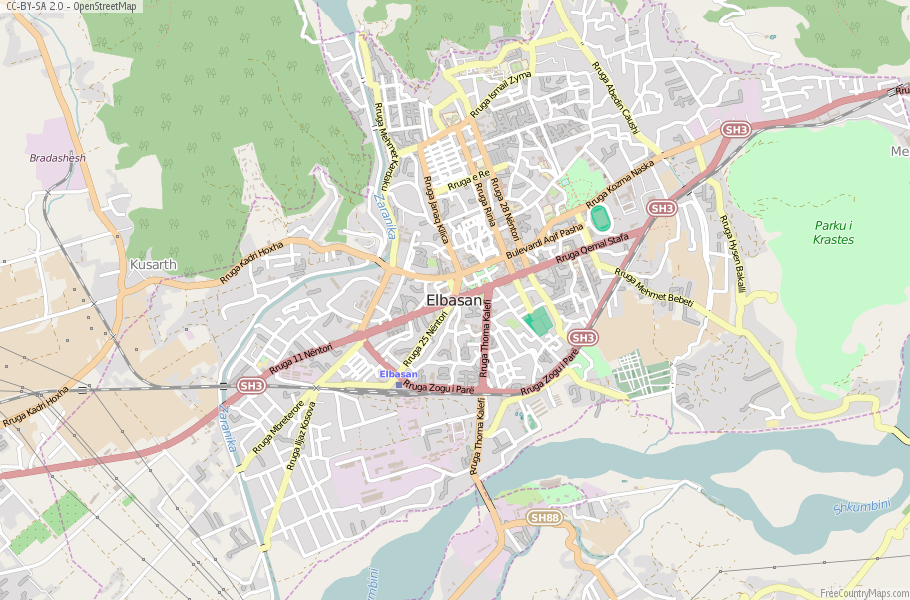 CC-BY-SA 2.0 - OpenStreetMap
Rruga Ismail Zyma
Rruga Abedin Caushi
Rru
SH3
Rruga Mehmet Kardaku
Bradashesh
Me
Rruga e Re
Rruga Kozma Naska
Rruga Janaq Kilica
Rruga Rinia
Rruga 28 Nëntori
Zaranika
SH3
Parku i
Krastes
Bulevardi Aqif Pasha
Rruga Qemal Stafa
Rruga Hysen Bakalli
Rruga Kadri Hoxha
Kusarth
Rruga Mehmet Bebeti
Elbasan
Rruga Thoma Kalefi
Rruga 25 Nëntori
Rruga 11 Nëntori
SH3
Elbasan
Rruga Zogu i Parë
Rruga Zogu i Parë
SH3
Rruga Kadri Hoxha
Zaranika
Rruga Mbreterore
Rruga Iljaz Kosova
Rruga Thoma Kalefi
SH88
Shkumbini
mbini
FreeCountryMaps.com